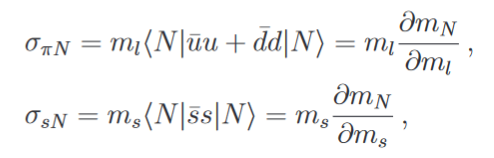 σ_{πN} = m_l⟨N|ūu + d̄d|N⟩ = m_l ∂m_N/∂m_l ,
σ_{sN} = m_s⟨N|s̄s|N⟩ = m_s ∂m_N/∂m_s ,